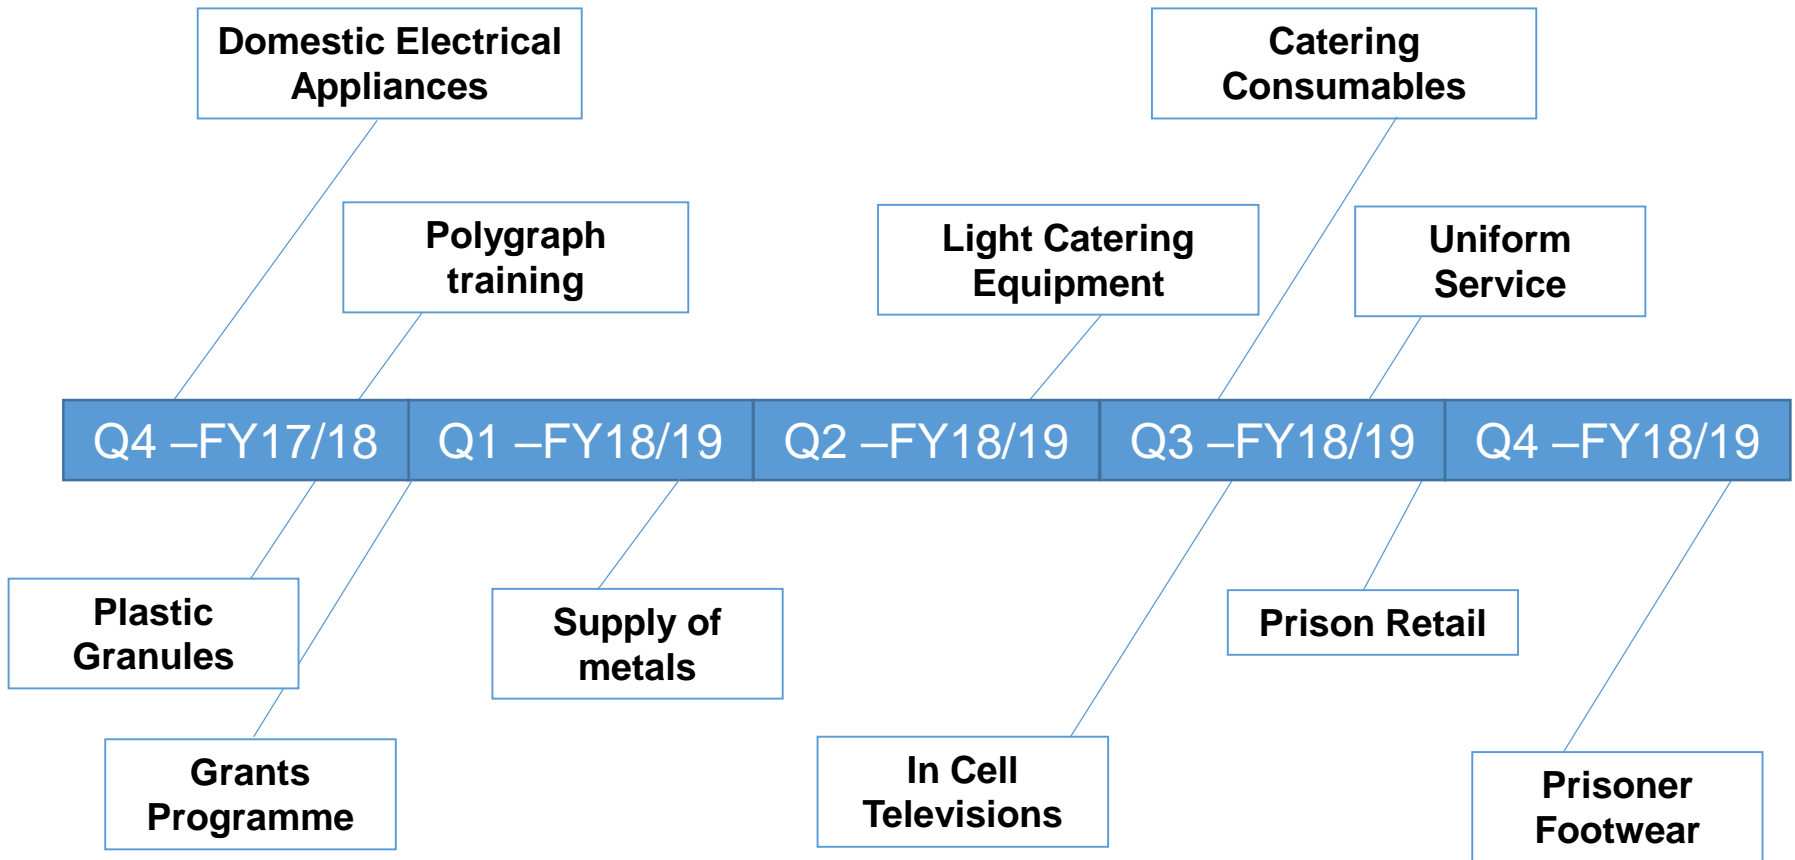 Domestic Electrical
Appliances
Catering
Consumables
Polygraph
training
Light Catering
Equipment
Uniform
Service
Q4 –FY17/18
Q1 –FY18/19
Q2 –FY18/19
Q3 –FY18/19
Q4 –FY18/19
Plastic
Granules
Supply of
metals
Prison Retail
Grants
Programme
In Cell
Televisions
Prisoner
Footwear